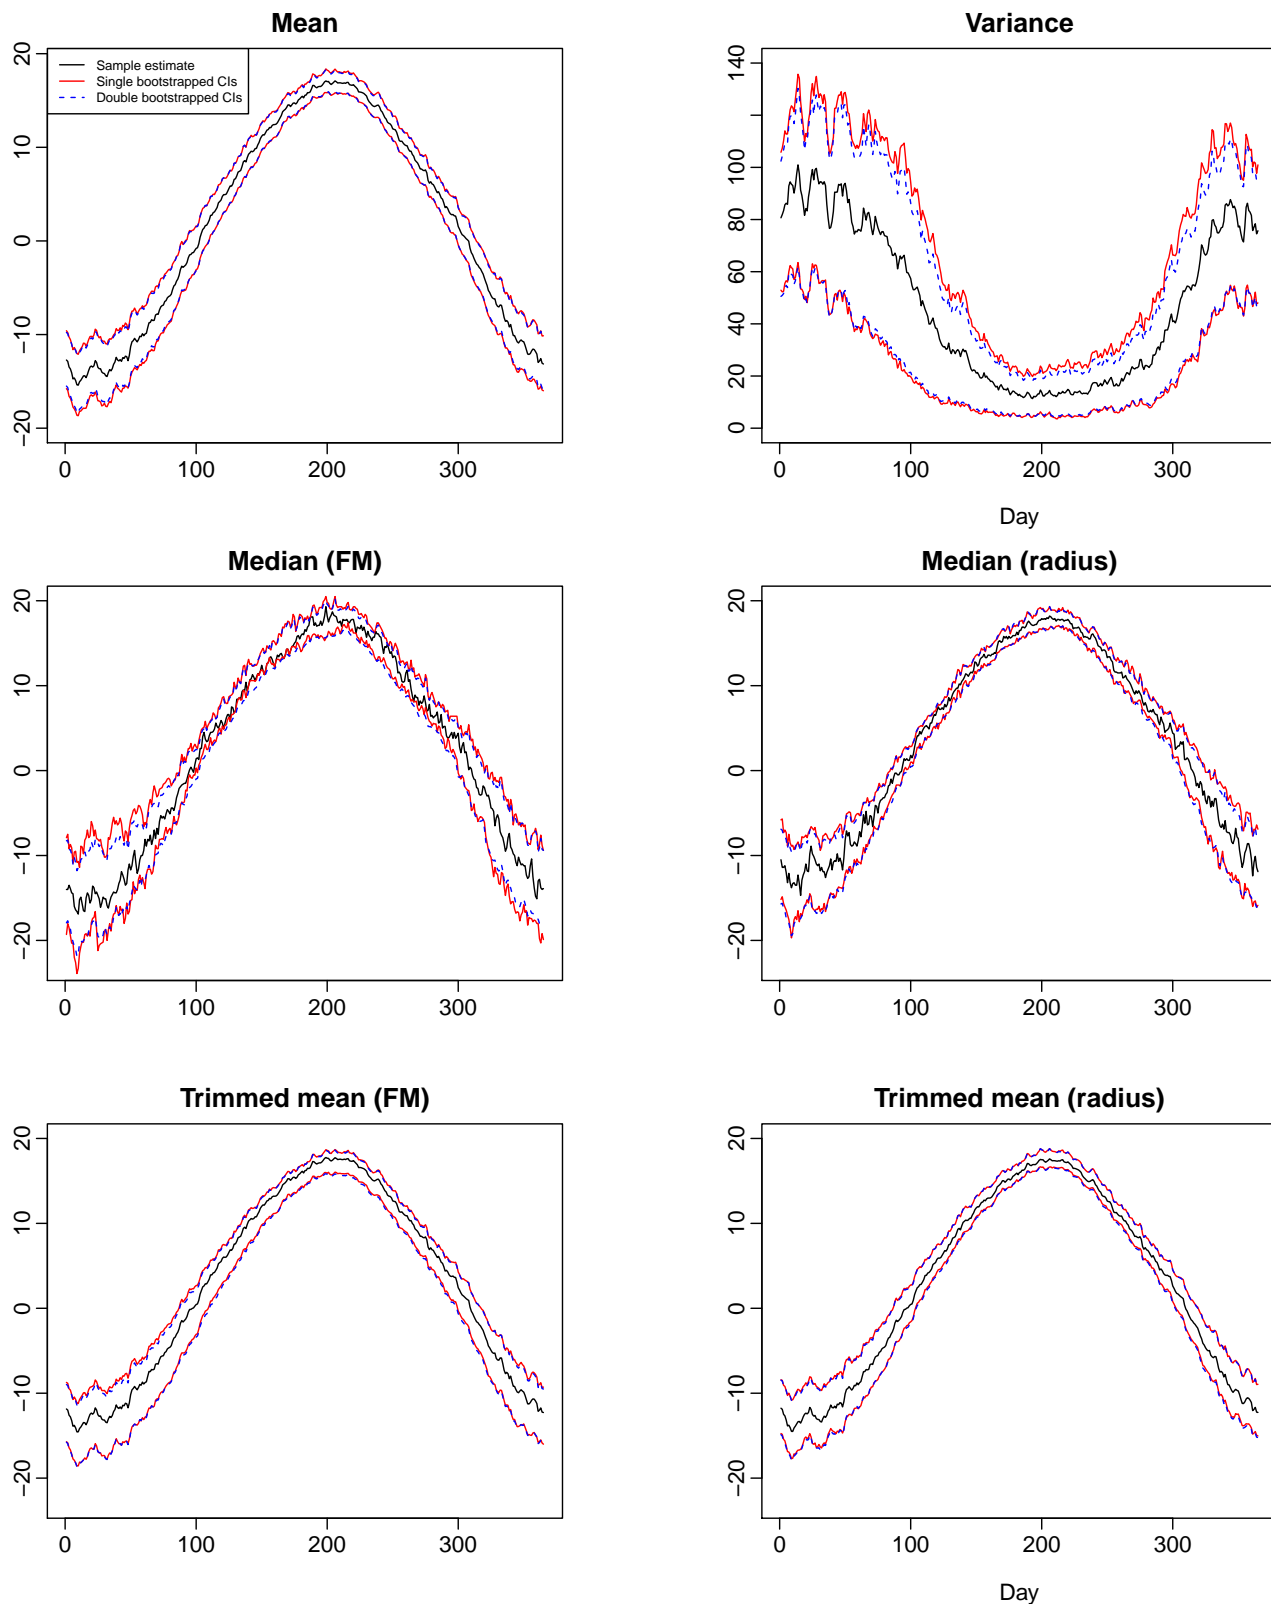 Mean
20
10
0
−10
−20
Sample estimate
Single bootstrapped CIs
Double bootstrapped CIs
0 100 200 300
Variance
140
100
80
60
40
20
0
0 100 200 300
Day
Median (FM)
20
10
0
−10
−20
0 100 200 300
Median (radius)
20
10
0
−10
−20
0 100 200 300
Trimmed mean (FM)
20
10
0
−10
−20
0 100 200 300
Trimmed mean (radius)
20
10
0
−10
−20
0 100 200 300
Day